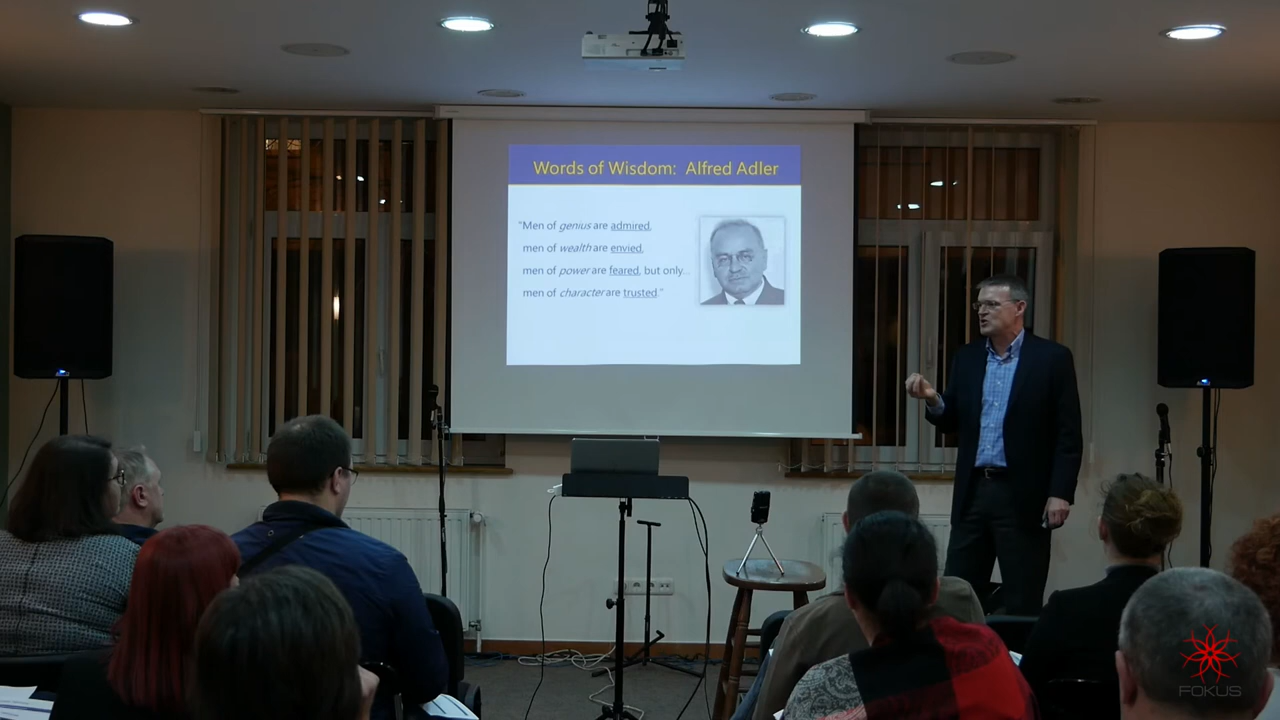 Words of Wisdom: Alfred Adler
"Men of genius are admired,
men of wealth are envied,
men of power are feared, but only...
men of character are trusted."
FOKUS